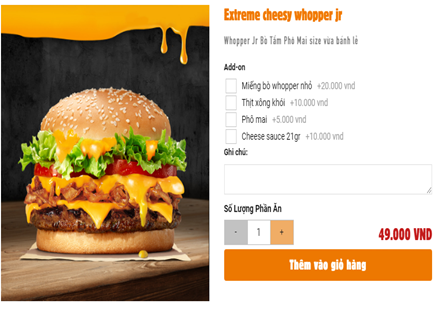 Extreme cheesy whopper jr
Whopper Jr Bò Tắm Phô Mai size vừa bánh lẻ
Add-on
Miếng bò whopper nhỏ +20.000 vnd
Thịt xông khói +10.000 vnd
Phô mai +5.000 vnd
Cheese sauce 21gr +10.000 vnd
Ghi chú:
Số Lượng Phần Ăn
- 1 +
49.000 VND
Thêm vào giỏ hàng